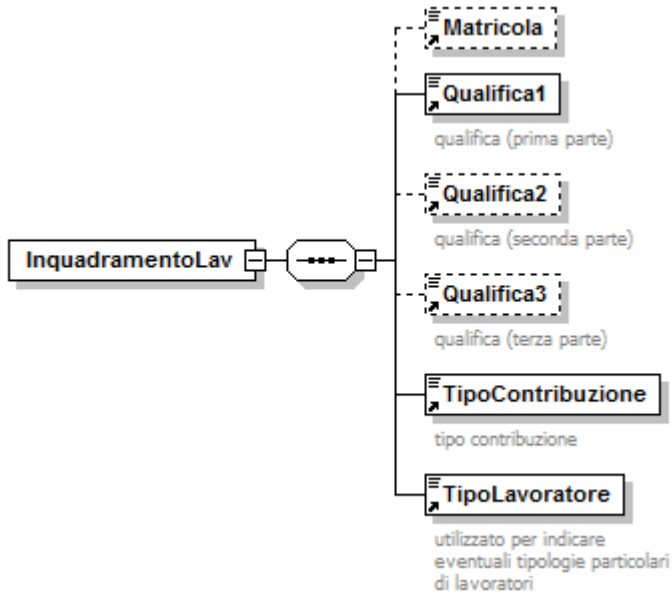 Matricola
Qualifica1
qualifica (prima parte)
Qualifica2
qualifica (seconda parte)
InquadramentoLav
Qualifica3
qualifica (terza parte)
TipoContribuzione
tipo contribuzione
TipoLavoratore
utilizzato per indicare
eventuali tipologie particolari
di lavoratori